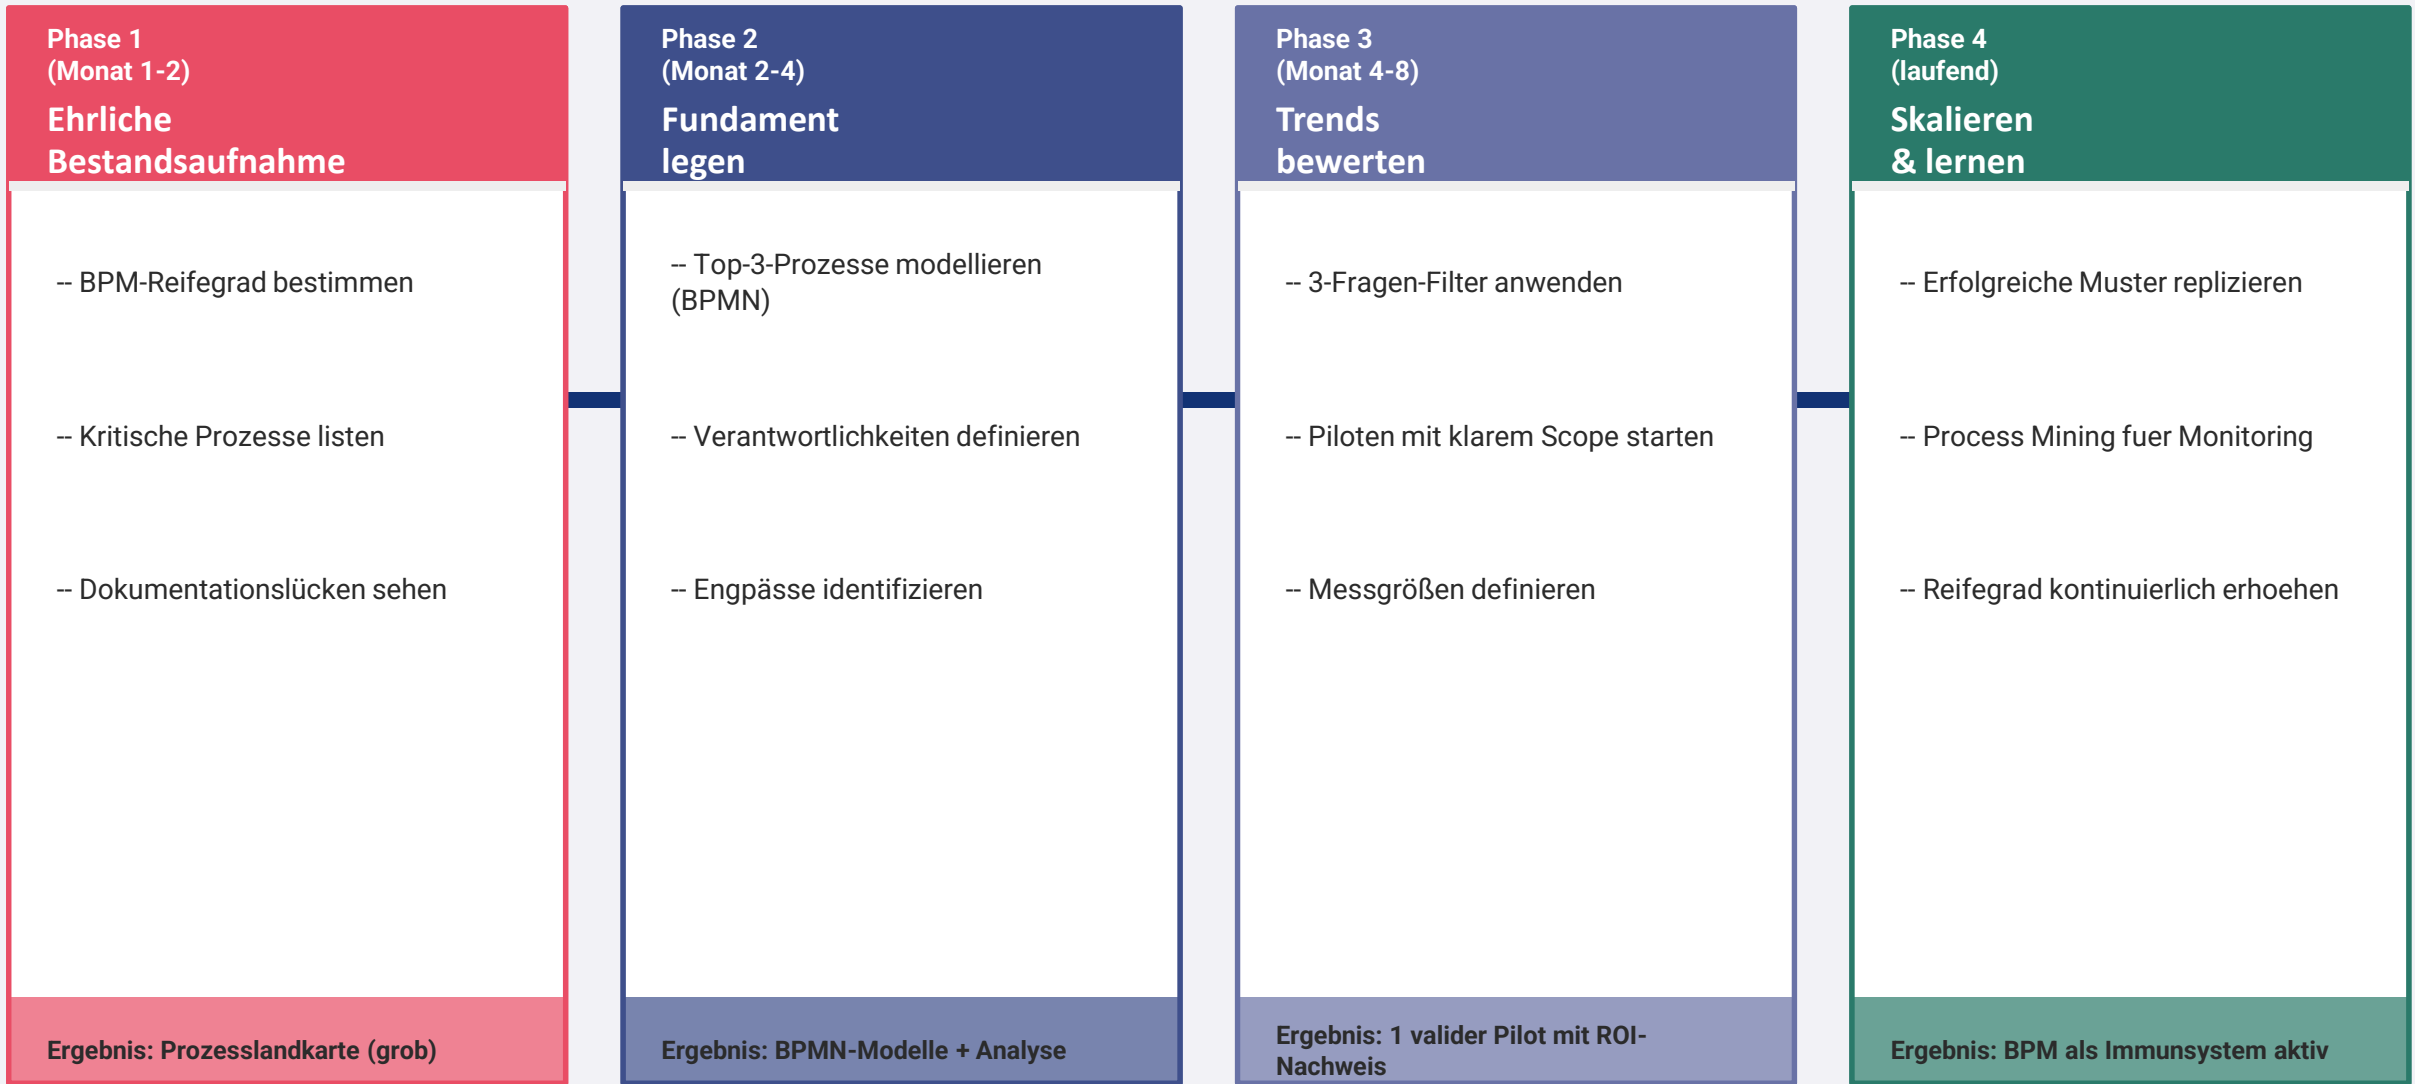 Phase 1
(Monat 1-2)
Ehrliche
Bestandsaufnahme
-- BPM-Reifegrad bestimmen
-- Kritische Prozesse listen
-- Dokumentationslücken sehen
Ergebnis: Prozesslandkarte (grob)
Phase 2
(Monat 2-4)
Fundament
legen
-- Top-3-Prozesse modellieren
(BPMN)
-- Verantwortlichkeiten definieren
-- Engpässe identifizieren
Ergebnis: BPMN-Modelle + Analyse
Phase 3
(Monat 4-8)
Trends
bewerten
-- 3-Fragen-Filter anwenden
-- Piloten mit klarem Scope starten
-- Messgrößen definieren
Ergebnis: 1 valider Pilot mit ROI-
Nachweis
Phase 4
(laufend)
Skalieren
& lernen
-- Erfolgreiche Muster replizieren
-- Process Mining fuer Monitoring
-- Reifegrad kontinuierlich erhoehen
Ergebnis: BPM als Immunsystem aktiv